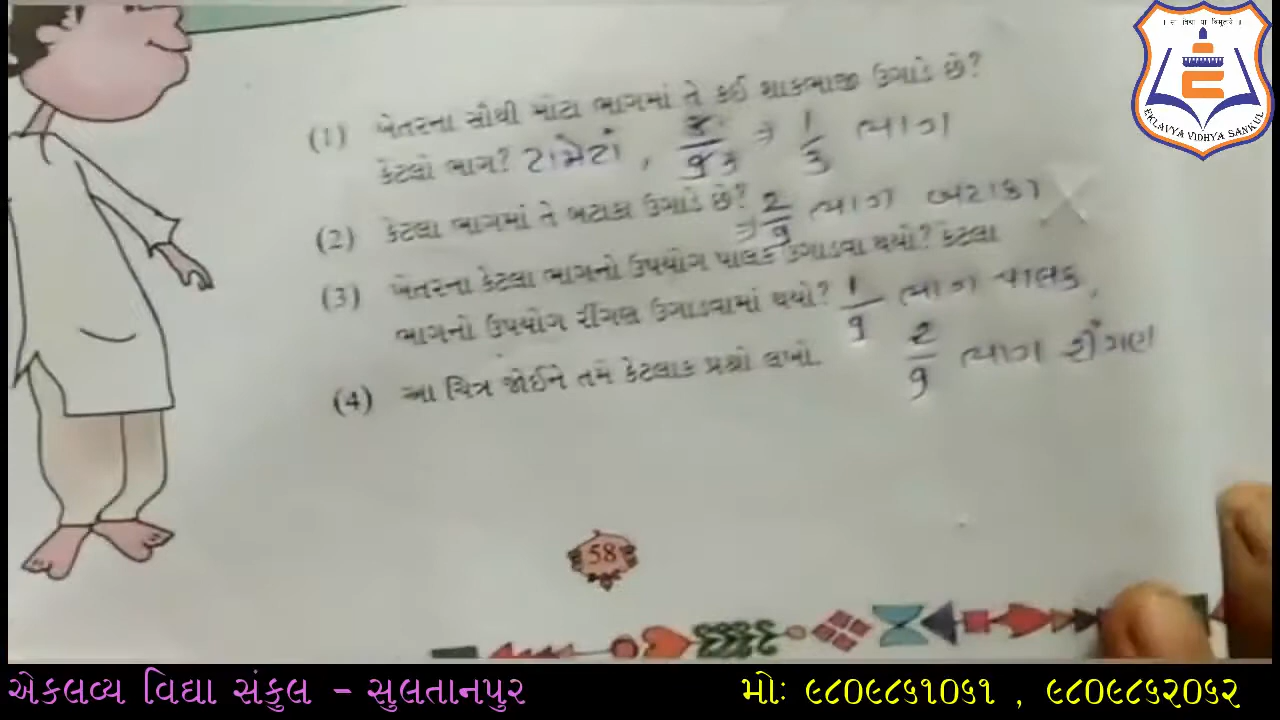 || सा विद्या या विमुक्तये ||
EKLAVYA VIDHYA SANKUL
(1) ખેતરના સૌથી મોટા ભાગમાં તે કઈ શાકભાજી ઉગાડે છે?
કેટલો ભાગ? ટામેટાં, 3/9 => 1/3 ભાગ
(2) કેટલા ભાગમાં તે બટાકા ઉગાડે છે? => 2/9 ભાગ બટાકા
(3) ખેતરના કેટલા ભાગનો ઉપયોગ પાલક ઉગાડવા થયો? કેટલા
ભાગનો ઉપયોગ રીંગણ ઉગાડવામાં થયો? 1/9 ભાગ પાલક,
2/9 ભાગ રીંગણ
(4) આ ચિત્ર જોઈને તમે કેટલાક પ્રશ્નો લખો.
58
એકલવ્ય વિદ્યા સંકુલ - સુલતાનપુર
મોઃ ૯૮૦૯૮૬૧૦૬૧ , ૯૮૦૯૮૬૨૦૬૨